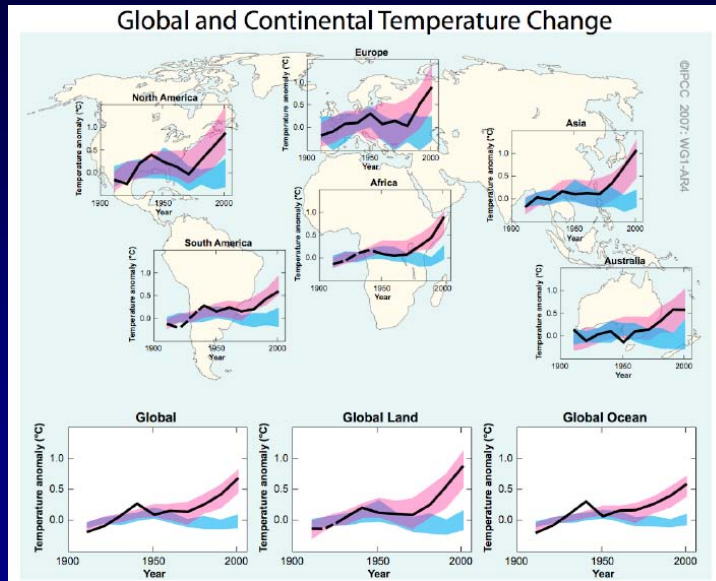 Global and Continental Temperature Change
Europe
Temperature anomaly (°C)
1.0
0.5
0.0
1900
1950
2000
Year
North America
Temperature anomaly (°C)
1.0
0.5
0.0
1900
1950
2000
Year
Asia
Temperature anomaly (°C)
1.0
0.5
0.0
1900
1950
2000
Year
©IPCC 2007: WG1-AR4
Africa
Temperature anomaly (°C)
1.0
0.5
0.0
1900
1950
2000
Year
South America
Temperature anomaly (°C)
1.0
0.5
0.0
1900
1950
2000
Year
Australia
Temperature anomaly (°C)
1.0
0.5
0.0
1900
1950
2000
Year
Global
Temperature anomaly (°C)
1.0
0.5
0.0
1900
1950
2000
Year
Global Land
Temperature anomaly (°C)
1.0
0.5
0.0
1900
1950
2000
Year
Global Ocean
Temperature anomaly (°C)
1.0
0.5
0.0
1900
1950
2000
Year